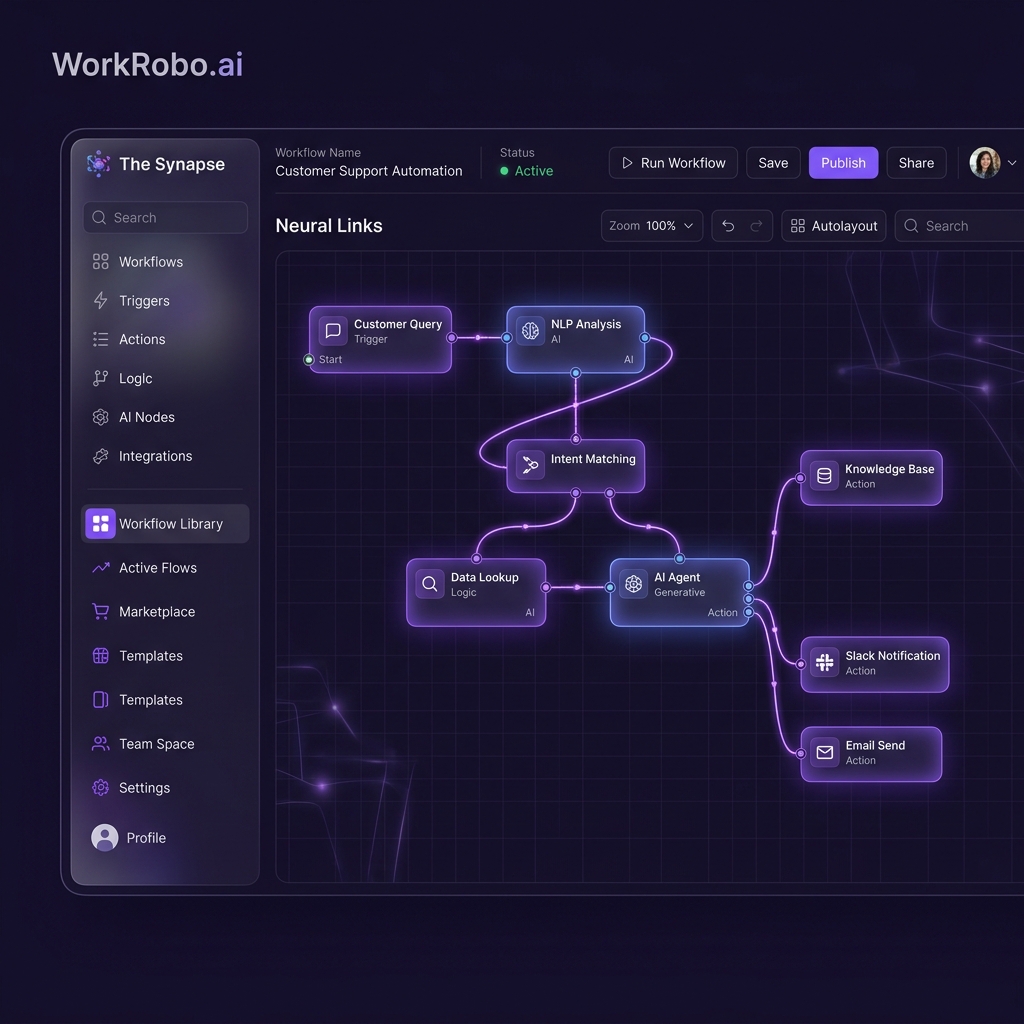 WorkRobo.ai
The Synapse
Search
Workflows
Triggers
Actions
Logic
AI Nodes
Integrations
Workflow Library
Active Flows
Marketplace
Templates
Templates
Team Space
Settings
Profile
Workflow Name
Customer Support Automation
Status
Active
Run Workflow
Save
Publish
Share
Neural Links
Zoom 100%
Autolayout
Search
Customer Query
Trigger
Start
NLP Analysis
AI
AI
Intent Matching
Data Lookup
Logic
AI
AI Agent
Generative
Action
Knowledge Base
Action
Slack Notification
Action
Email Send
Action